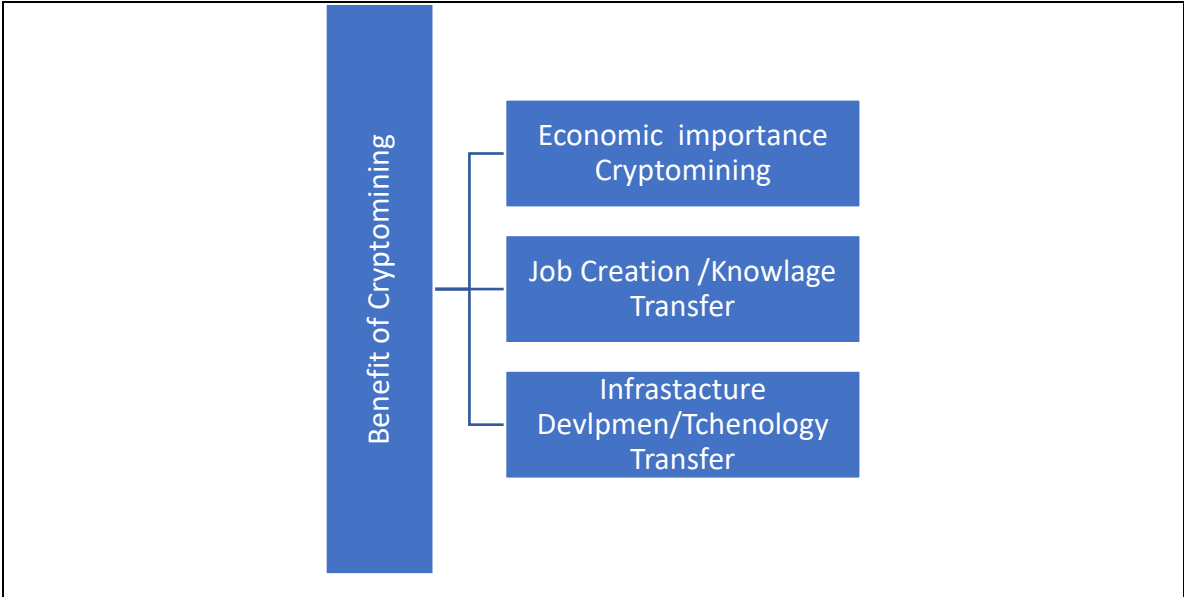 Benefit of Cryptomining
Economic importance
Cryptomining
Job Creation /Knowlage
Transfer
Infrastacture
Devlpmen/Tchenology
Transfer